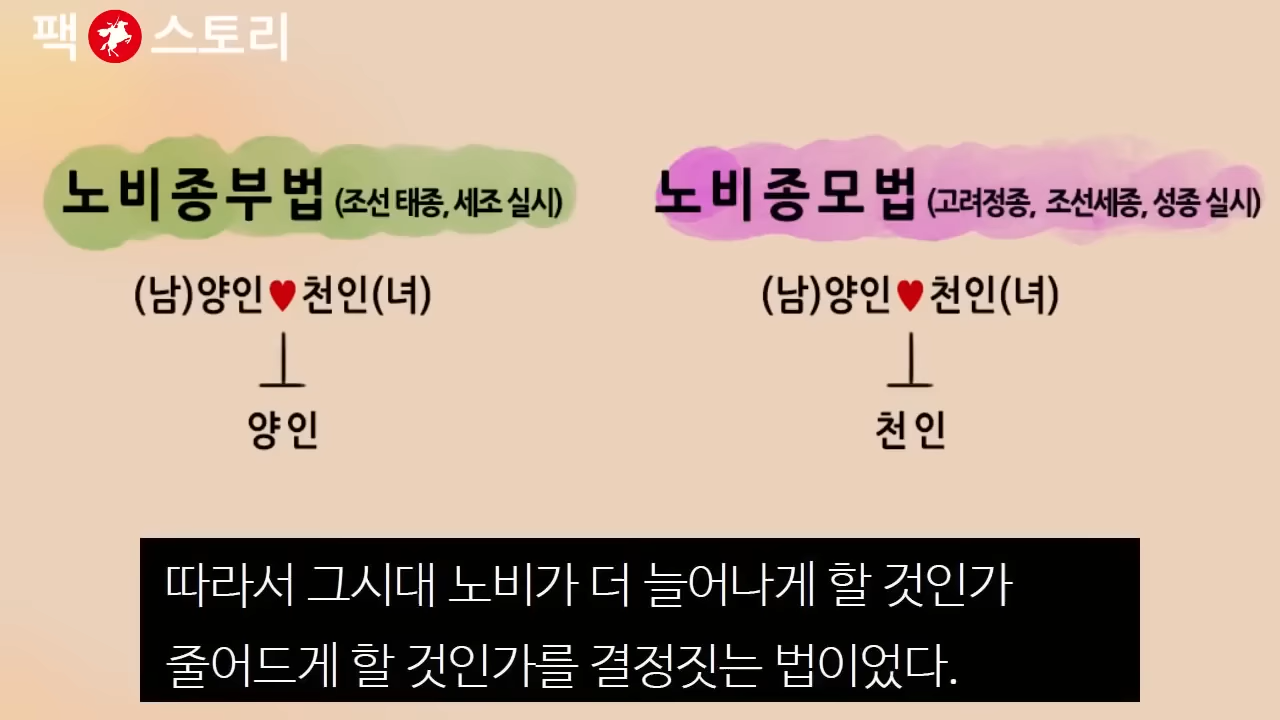 팩 스토리
노비종부법 (조선 태종, 세조 실시)
노비종모법 (고려정종, 조선세종, 성종 실시)
(남)양인♥천인(녀)
(남)양인♥천인(녀)
양인
천인
따라서 그시대 노비가 더 늘어나게 할 것인가
줄어드게 할 것인가를 결정짓는 법이었다.